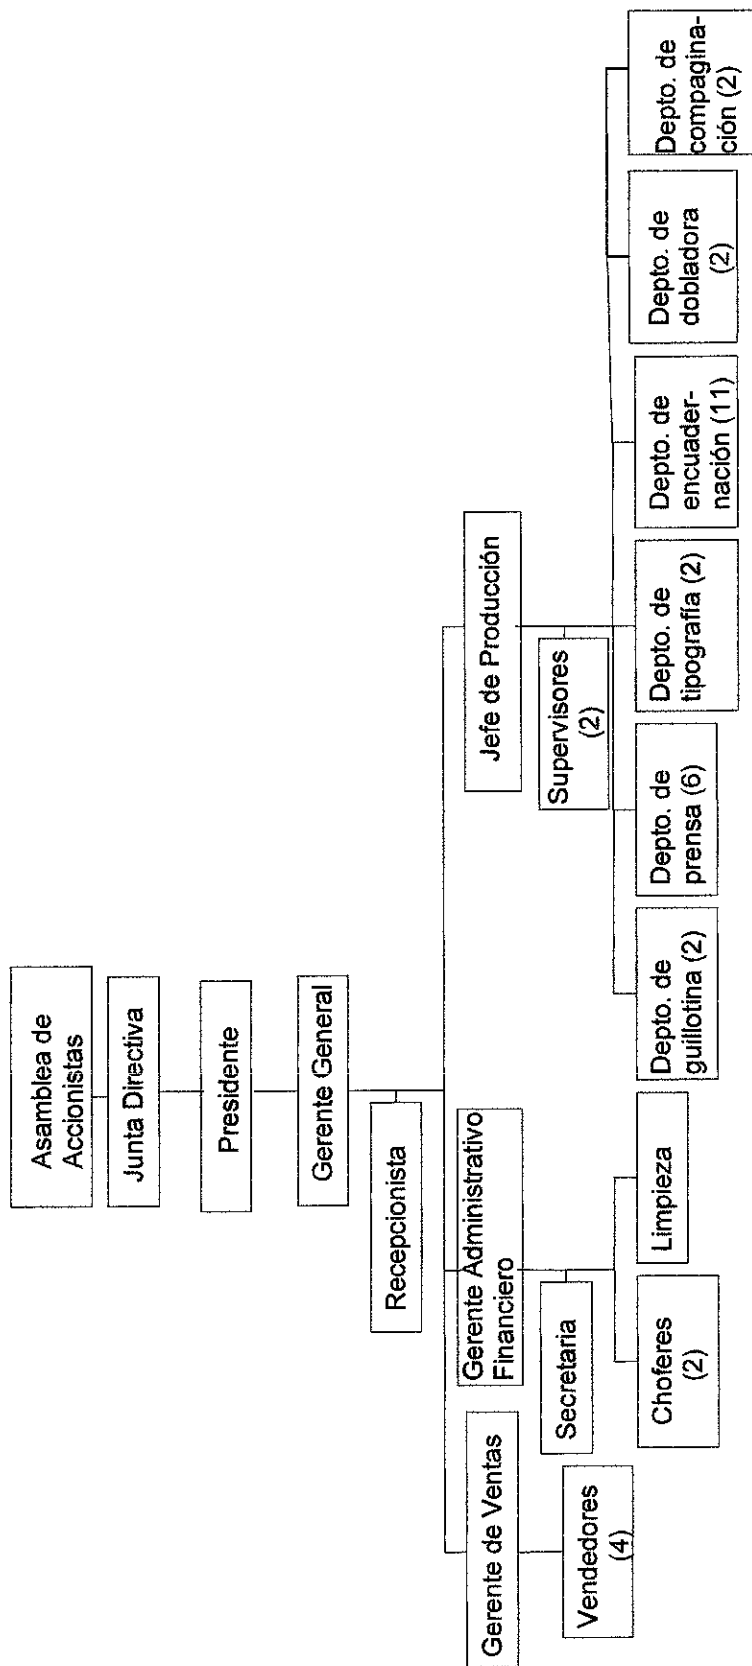 Asamblea de
Accionistas
Junta Directiva
Presidente
Gerente General
Recepcionista
Gerente de Ventas
Gerente Administrativo
Financiero
Jefe de Producción
Vendedores
(4)
Secretaria
Supervisores
(2)
Choferes
(2)
Limpieza
Depto. de
guillotina (2)
Depto. de
prensa (6)
Depto. de
tipografía (2)
Depto. de
encuader-
nación (11)
Depto. de
dobladora
(2)
Depto. de
compagina-
ción (2)